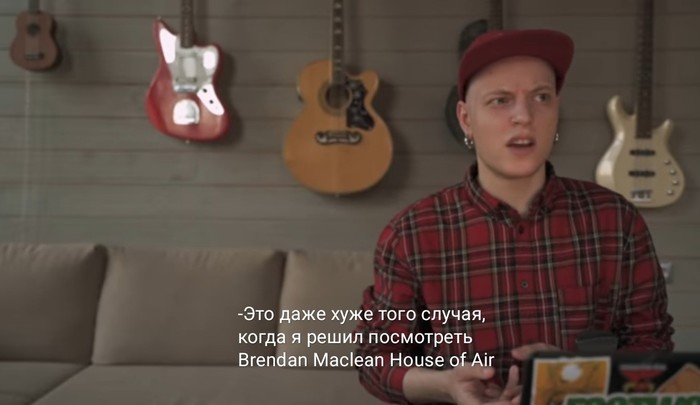 -Это даже хуже того случая,
когда я решил посмотреть
Brendan Maclean House of Air